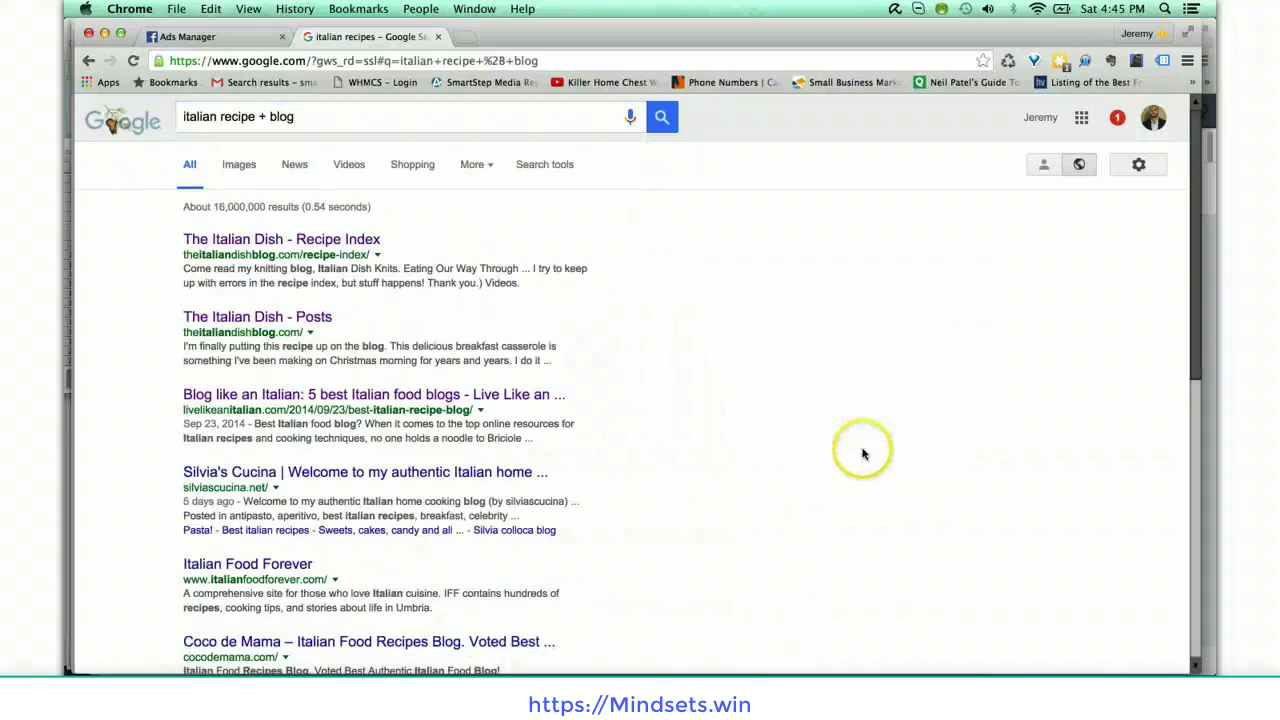 Chrome File Edit View History Bookmarks People Window Help Sat 4:45 PM
Ads Manager × italian recipes - Google Se × Jeremy
https://www.google.com/?gws_rd=ssl#q=italian+recipe+%2B+blog
Apps Bookmarks Search results - WHMCS - Login SmartStep Media Re Killer Home Chest W Phone Numbers | Ca Small Business Mark Neil Patel's Guide To Listing of the Best Fr »
Google italian recipe + blog Jeremy 1
All Images News Videos Shopping More Search tools
About 16,000,000 results (0.54 seconds)
The Italian Dish - Recipe Index
theitaliandishblog.com/recipe-index/
Come read my knitting blog, Italian Dish Knits. Eating Our Way Through ... I try to keep
up with errors in the recipe index, but stuff happens! Thank you.) Videos.
The Italian Dish - Posts
theitaliandishblog.com/
I'm finally putting this recipe up on the blog. This delicious breakfast casserole is
something I've been making on Christmas morning for years and years. I do it ...
Blog like an Italian: 5 best Italian food blogs - Live Like an ...
livelikeanitalian.com/2014/09/23/best-italian-recipe-blog/
Sep 23, 2014 - Best Italian food blog? When it comes to the top online resources for
Italian recipes and cooking techniques, no one holds a noodle to Briciole ...
Silvia's Cucina | Welcome to my authentic Italian home ...
silviascucina.net/
5 days ago - Welcome to my authentic Italian home cooking blog (by silviascucina) ...
Posted in antipasto, aperitivo, best italian recipes, breakfast, celebrity ...
Pasta! - Best italian recipes - Sweets, cakes, candy and all ... - Silvia colloca blog
Italian Food Forever
www.italianfoodforever.com/
A comprehensive site for those who love Italian cuisine. IFF contains hundreds of
recipes, cooking tips, and stories about life in Umbria.
Coco de Mama – Italian Food Recipes Blog. Voted Best ...
cocodemama.com/
Italian Food Recipes Blog. Voted Best Authentic Italian Food Blog!
https://Mindsets.win